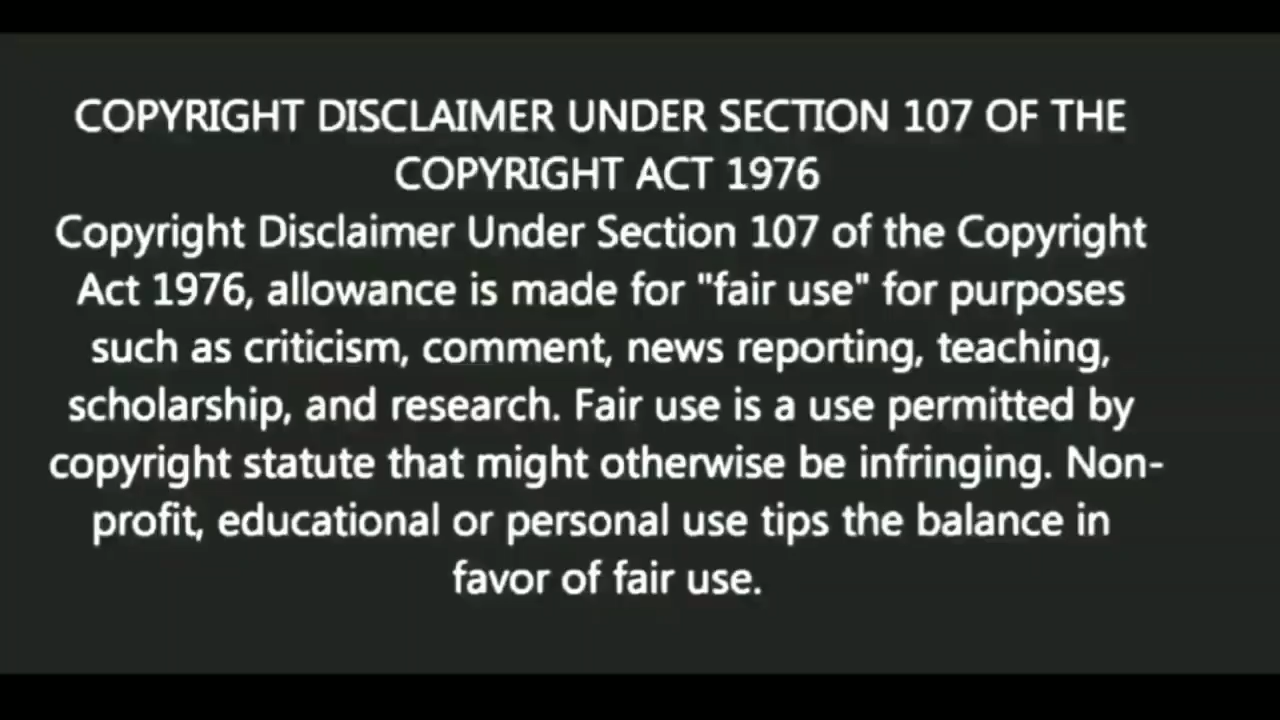 COPYRIGHT DISCLAIMER UNDER SECTION 107 OF THE
COPYRIGHT ACT 1976
Copyright Disclaimer Under Section 107 of the Copyright
Act 1976, allowance is made for "fair use" for purposes
such as criticism, comment, news reporting, teaching,
scholarship, and research. Fair use is a use permitted by
copyright statute that might otherwise be infringing. Non-
profit, educational or personal use tips the balance in
favor of fair use.